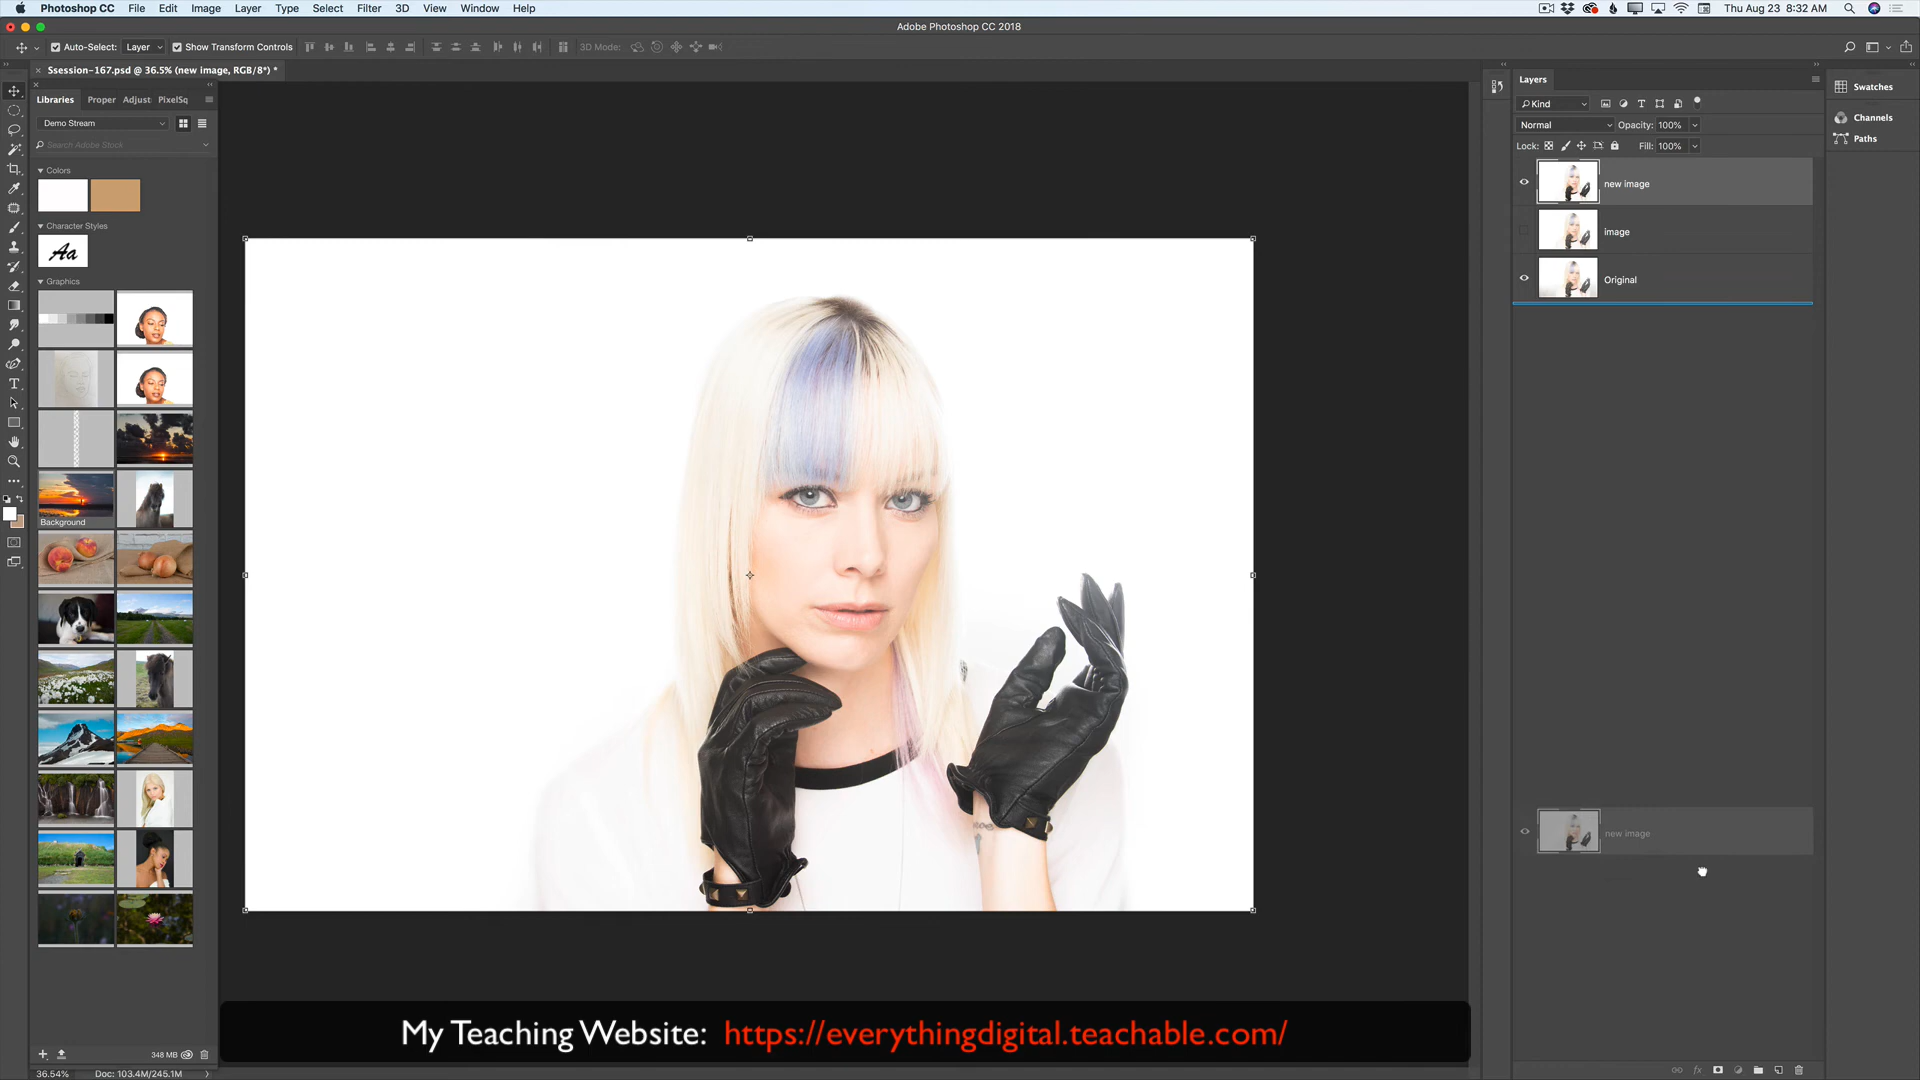 Photoshop CC File Edit Image Layer Type Select Filter 3D View Window Help Thu Aug 23 8:32 AM
Adobe Photoshop CC 2018
Auto-Select: Layer Show Transform Controls 3D Mode:
Ssession-167.psd @ 36.5% (new image, RGB/8*) *
Libraries Proper Adjust PixelSq
Demo Stream
Search Adobe Stock
Colors
Character Styles
Aa
Graphics
Background
348 MB
36.54% Doc: 103.4M/245.1M
Layers
Kind
Normal Opacity: 100%
Lock: Fill: 100%
new image
image
Original
new image
Swatches
Channels
Paths
My Teaching Website: https://everythingdigital.teachable.com/